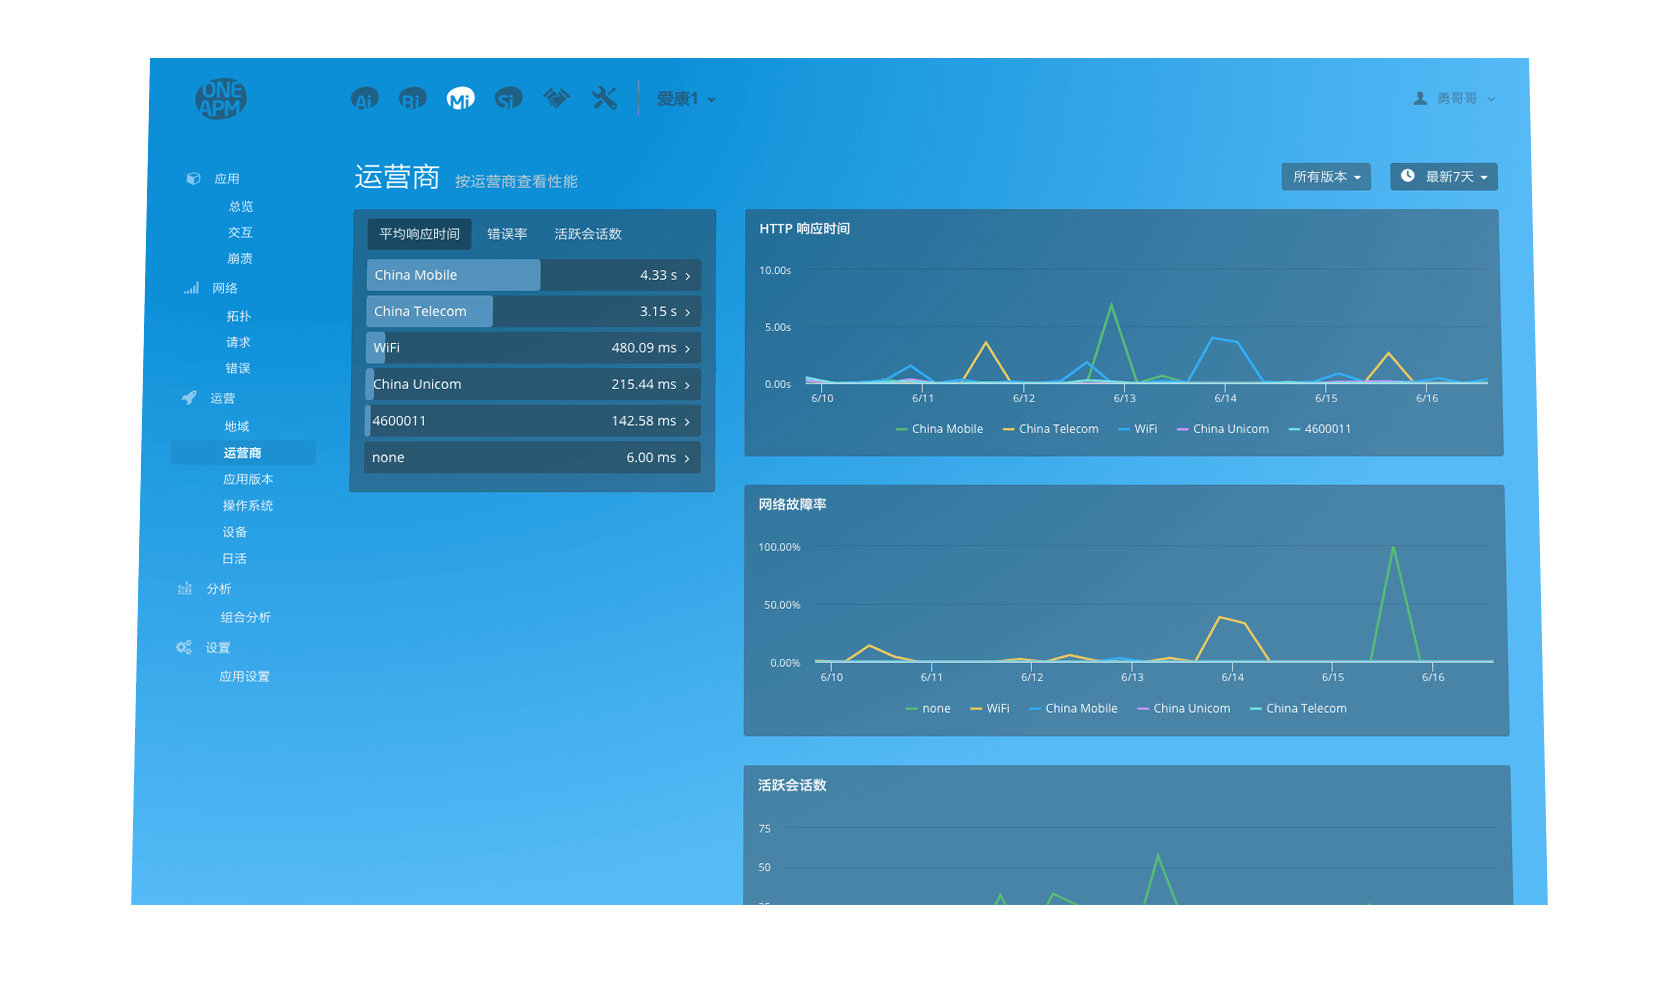 ONE
APM
Ai
Bi
Mi
Si
爱康1
勇哥哥
应用
总览
交互
崩溃
网络
拓扑
请求
错误
运营
地域
运营商
应用版本
操作系统
设备
日活
分析
组合分析
设置
应用设置
运营商 按运营商查看性能
所有版本
最新7天
平均响应时间 错误率 活跃会话数
China Mobile 4.33 s
China Telecom 3.15 s
WiFi 480.09 ms
China Unicom 215.44 ms
4600011 142.58 ms
none 6.00 ms
HTTP 响应时间
10.00s
5.00s
0.00s
6/10 6/11 6/12 6/13 6/14 6/15 6/16
China Mobile China Telecom WiFi China Unicom 4600011
网络故障率
100.00%
50.00%
0.00%
6/10 6/11 6/12 6/13 6/14 6/15 6/16
none WiFi China Mobile China Unicom China Telecom
活跃会话数
75
50